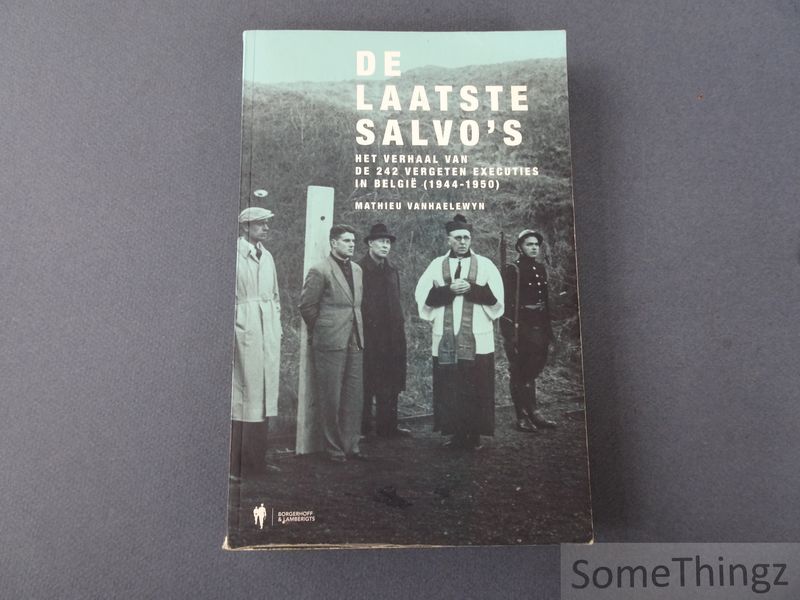 DE
LAATSTE
SALVO'S
HET VERHAAL VAN
DE 242 VERGETEN EXECUTIES
IN BELGIË (1944-1950)
MATHIEU VANHAELEWYN
BORGERHOFF
& LAMBERIGTS
SomeThingz